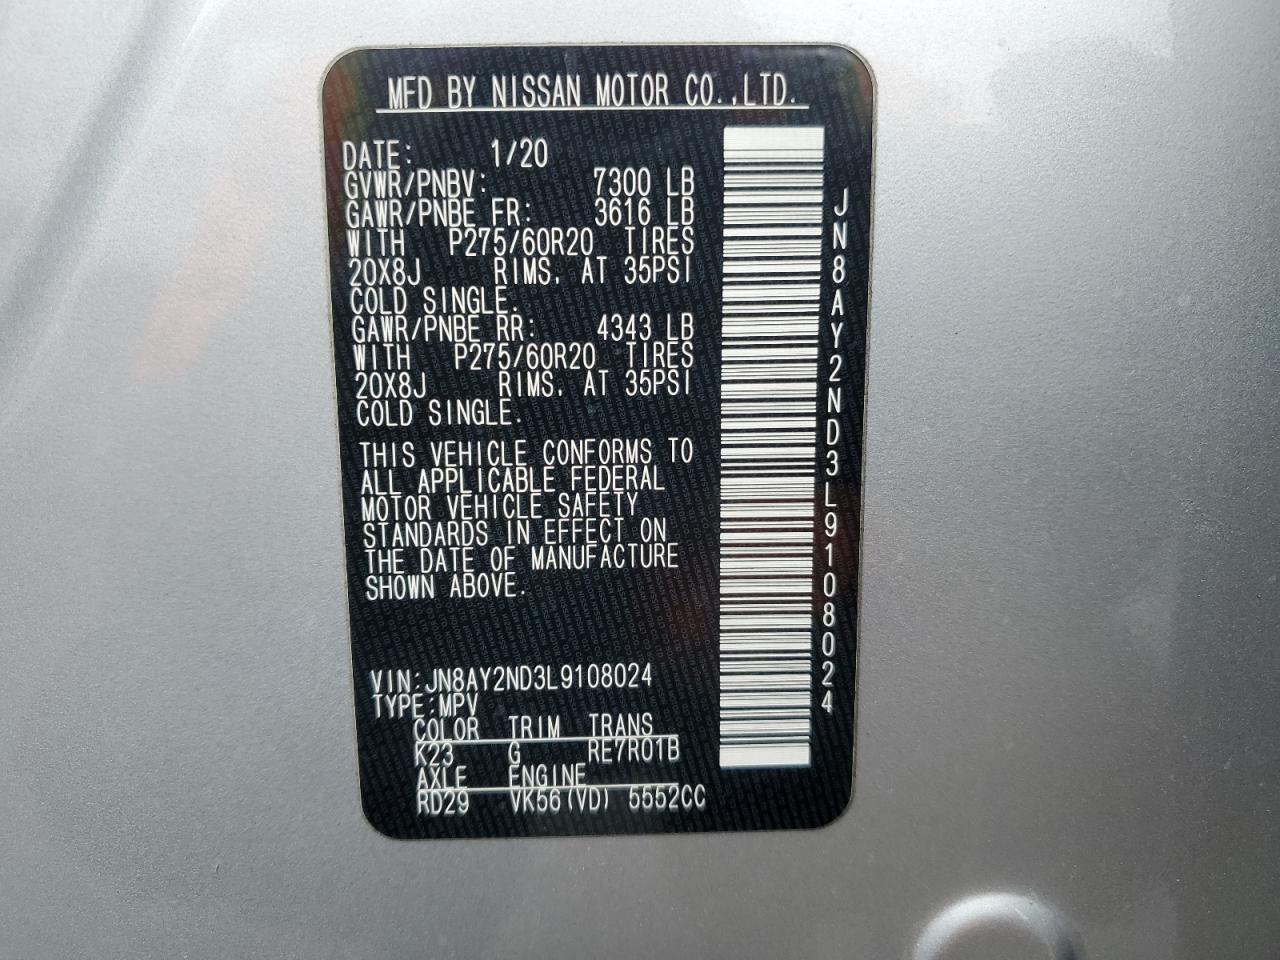 MFD BY NISSAN MOTOR CO.,LTD.
DATE: 1/20
GVWR/PNBV: 7300 LB
GAWR/PNBE FR: 3616 LB
WITH P275/60R20 TIRES
20X8J RIMS. AT 35PSI
COLD SINGLE.
GAWR/PNBE RR: 4343 LB
WITH P275/60R20 TIRES
20X8J RIMS. AT 35PSI
COLD SINGLE.
THIS VEHICLE CONFORMS TO
ALL APPLICABLE FEDERAL
MOTOR VEHICLE SAFETY
STANDARDS IN EFFECT ON
THE DATE OF MANUFACTURE
SHOWN ABOVE.
VIN:JN8AY2ND3L9108024
TYPE:MPV
COLOR TRIM TRANS
K23 G RE7R01B
AXLE ENGINE
RD29 VK56(VD) 5552CC
JN8AY2ND3L9108024